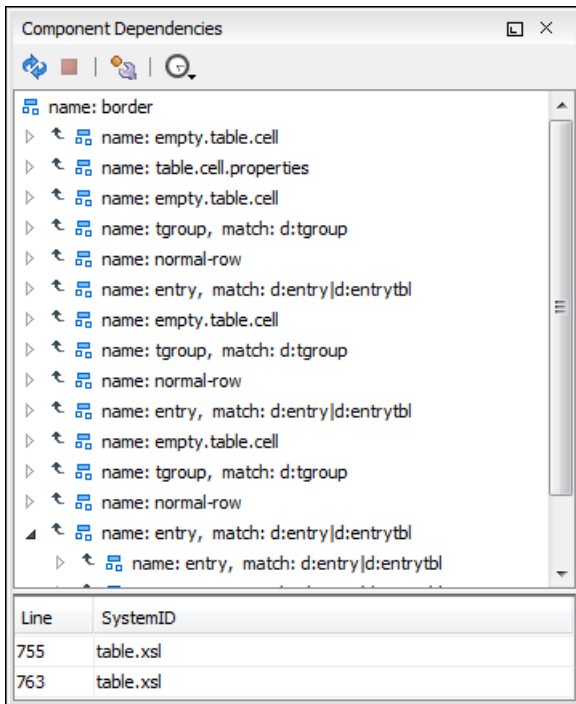 Component Dependencies
name: border
name: empty.table.cell
name: table.cell.properties
name: empty.table.cell
name: tgroup, match: d:tgroup
name: normal-row
name: entry, match: d:entry|d:entrytbl
name: empty.table.cell
name: tgroup, match: d:tgroup
name: normal-row
name: entry, match: d:entry|d:entrytbl
name: empty.table.cell
name: tgroup, match: d:tgroup
name: normal-row
name: entry, match: d:entry|d:entrytbl
name: entry, match: d:entry|d:entrytbl
Line SystemID
755 table.xsl
763 table.xsl